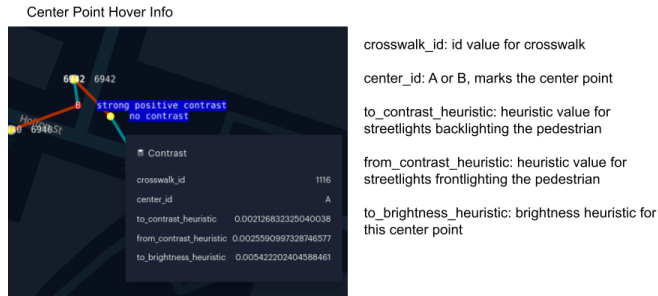 Center Point Hover Info
6942 6942
B
strong positive contrast
no contrast
6940
Contrast
crosswalk_id 1116
center_id A
to_contrast_heuristic 0.002126832325040038
from_contrast_heuristic 0.0025590997328746577
to_brightness_heuristic 0.005422202404588461
crosswalk_id: id value for crosswalk
center_id: A or B, marks the center point
to_contrast_heuristic: heuristic value for
streetlights backlighting the pedestrian
from_contrast_heuristic: heuristic value for
streetlights frontlighting the pedestrian
to_brightness_heuristic: brightness heuristic for
this center point